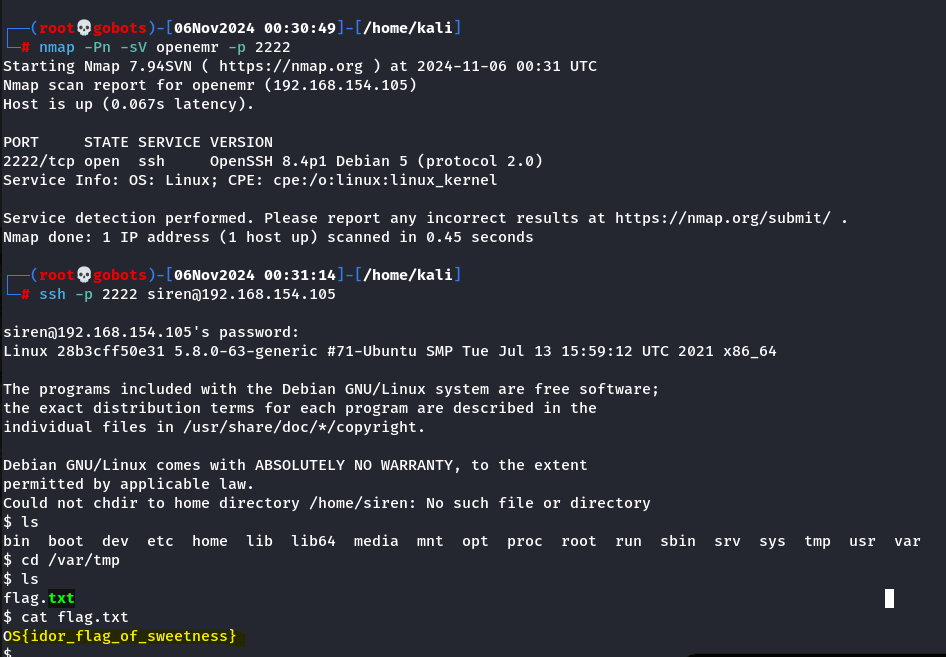 ┌──(root💀gobots)-[06Nov2024 00:30:49]-[/home/kali]
└─# nmap -Pn -sV openemr -p 2222
Starting Nmap 7.94SVN ( https://nmap.org ) at 2024-11-06 00:31 UTC
Nmap scan report for openemr (192.168.154.105)
Host is up (0.067s latency).

PORT     STATE SERVICE VERSION
2222/tcp open  ssh     OpenSSH 8.4p1 Debian 5 (protocol 2.0)
Service Info: OS: Linux; CPE: cpe:/o:linux:linux_kernel

Service detection performed. Please report any incorrect results at https://nmap.org/submit/ .
Nmap done: 1 IP address (1 host up) scanned in 0.45 seconds

┌──(root💀gobots)-[06Nov2024 00:31:14]-[/home/kali]
└─# ssh -p 2222 siren@192.168.154.105

siren@192.168.154.105's password:
Linux 28b3cff50e31 5.8.0-63-generic #71-Ubuntu SMP Tue Jul 13 15:59:12 UTC 2021 x86_64

The programs included with the Debian GNU/Linux system are free software;
the exact distribution terms for each program are described in the
individual files in /usr/share/doc/*/copyright.

Debian GNU/Linux comes with ABSOLUTELY NO WARRANTY, to the extent
permitted by applicable law.
Could not chdir to home directory /home/siren: No such file or directory
$ ls
bin  boot  dev  etc  home  lib  lib64  media  mnt  opt  proc  root  run  sbin  srv  sys  tmp  usr  var
$ cd /var/tmp
$ ls
flag.txt
$ cat flag.txt
OS{idor_flag_of_sweetness}
$